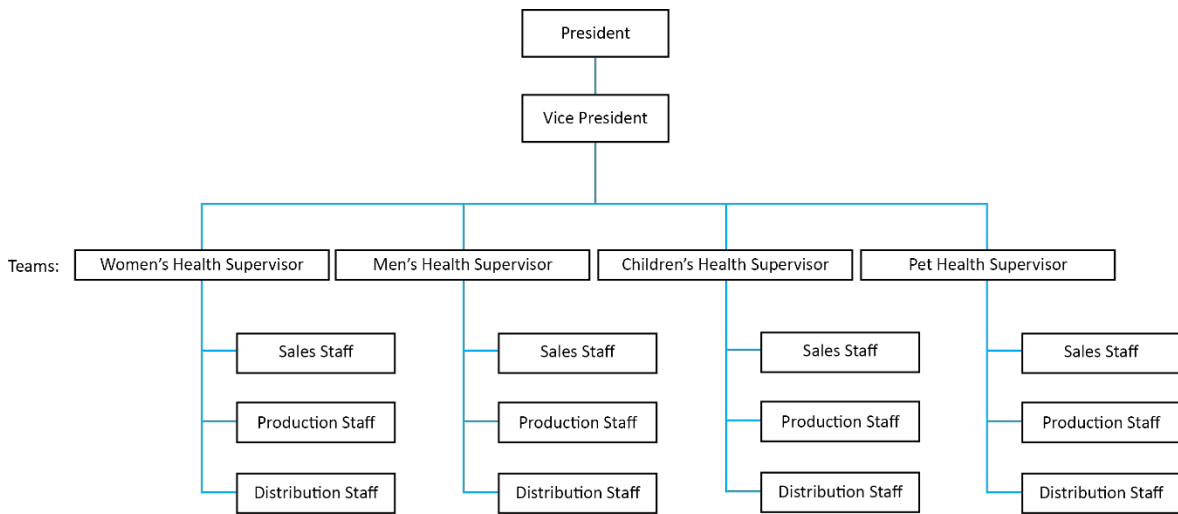 President
Vice President
Teams:
Women's Health Supervisor
Men's Health Supervisor
Children's Health Supervisor
Pet Health Supervisor
Sales Staff
Sales Staff
Sales Staff
Sales Staff
Production Staff
Production Staff
Production Staff
Production Staff
Distribution Staff
Distribution Staff
Distribution Staff
Distribution Staff